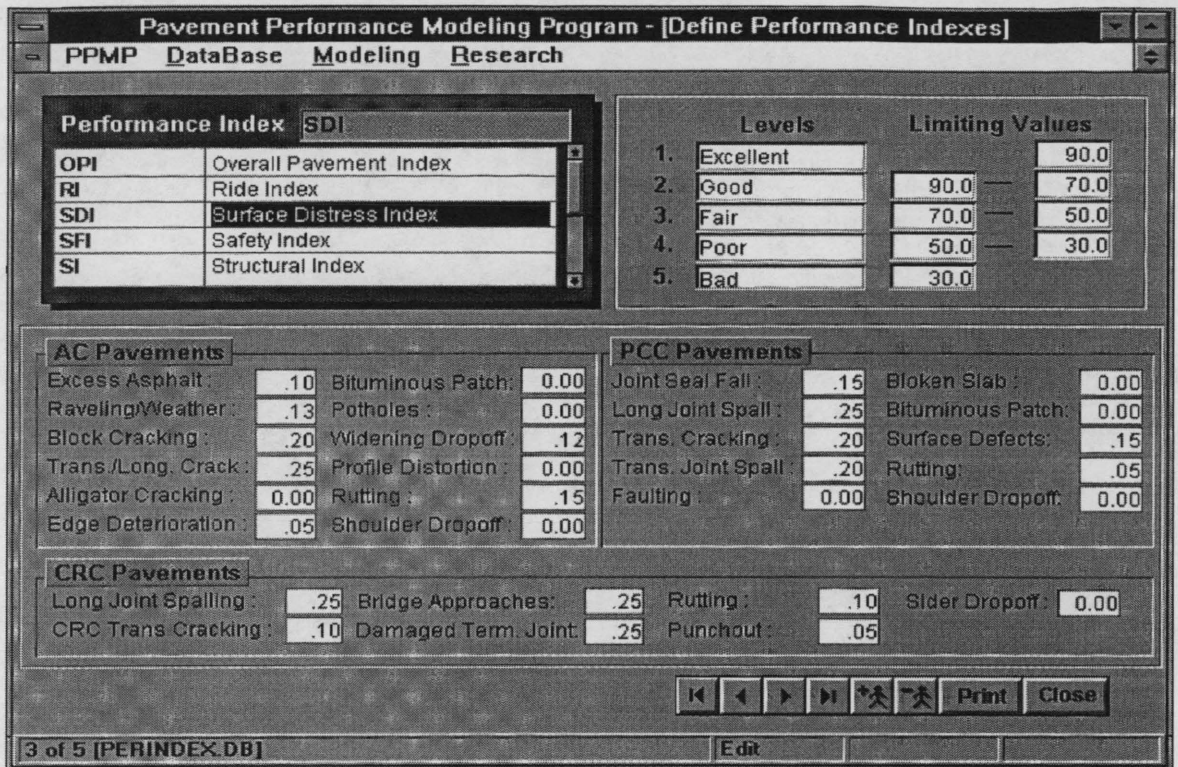 Pavement Performance Modeling Program - [Define Performance Indexes]
PPMP DataBase Modeling Research
Performance Index SDI
OPI Overall Pavement Index
RI Ride Index
SDI Surface Distress Index
SFI Safety Index
SI Structural Index
Levels Limiting Values
1. Excellent 90.0
2. Good 90.0 — 70.0
3. Fair 70.0 — 50.0
4. Poor 50.0 — 30.0
5. Bad 30.0
AC Pavements
Excess Asphalt : .10 Bituminous Patch: 0.00
Raveling/Weather : .13 Potholes : 0.00
Block Cracking : .20 Widening Dropoff : .12
Trans./Long. Crack : .25 Profile Distortion : 0.00
Alligator Cracking : 0.00 Rutting : .15
Edge Deterioration : .05 Shoulder Dropoff : 0.00
PCC Pavements
Joint Seal Fail : .15 Bloken Slab : 0.00
Long Joint Spall : .25 Bituminous Patch: 0.00
Trans. Cracking : .20 Surface Defects: .15
Trans. Joint Spall : .20 Rutting: .05
Faulting : 0.00 Shoulder Dropoff: 0.00
CRC Pavements
Long Joint Spalling : .25 Bridge Approaches: .25 Rutting : .10 Slder Dropoff : 0.00
CRC Trans Cracking : .10 Damaged Term. Joint: .25 Punchout : .05
Print Close
3 of 5 [PERINDEX.DB] Edit